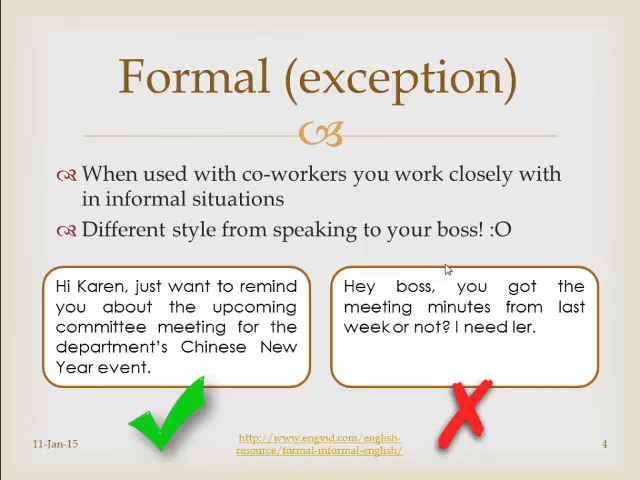 Formal (exception)
When used with co-workers you work closely with
in informal situations
Different style from speaking to your boss! :O
Hi Karen, just want to remind
you about the upcoming
committee meeting for the
department's Chinese New
Year event.
Hey boss, you got the
meeting minutes from last
week or not? I need ler.
11-Jan-15
http://www.engvid.com/english-
resource/formal-informal-english/
4